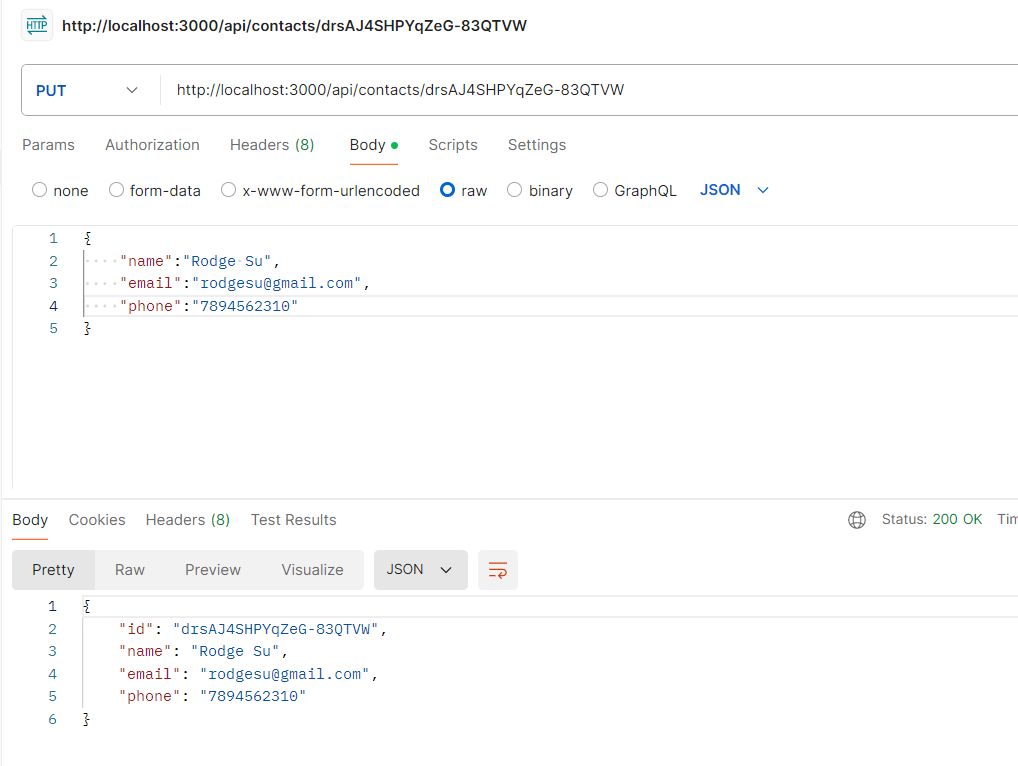 HTTP http://localhost:3000/api/contacts/drsAJ4SHPYqZeG-83QTVW
PUT http://localhost:3000/api/contacts/drsAJ4SHPYqZeG-83QTVW
Params Authorization Headers (8) Body Scripts Settings
none form-data x-www-form-urlencoded raw binary GraphQL JSON
1 {
2 "name":"Rodge Su",
3 "email":"rodgesu@gmail.com",
4 "phone":"7894562310"
5 }
Body Cookies Headers (8) Test Results Status: 200 OK Tim
Pretty Raw Preview Visualize JSON
1 {
2 "id": "drsAJ4SHPYqZeG-83QTVW",
3 "name": "Rodge Su",
4 "email": "rodgesu@gmail.com",
5 "phone": "7894562310"
6 }